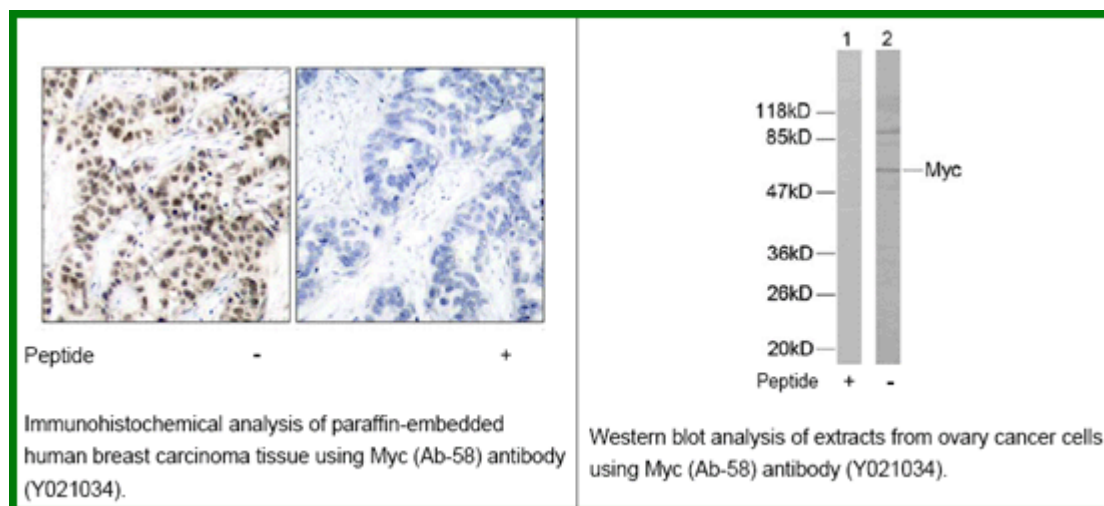 Peptide - +
Immunohistochemical analysis of paraffin-embedded
human breast carcinoma tissue using Myc (Ab-58) antibody
(Y021034).
1 2
118kD
85kD
Myc
47kD
36kD
26kD
20kD
Peptide + -
Western blot analysis of extracts from ovary cancer cells
using Myc (Ab-58) antibody (Y021034).